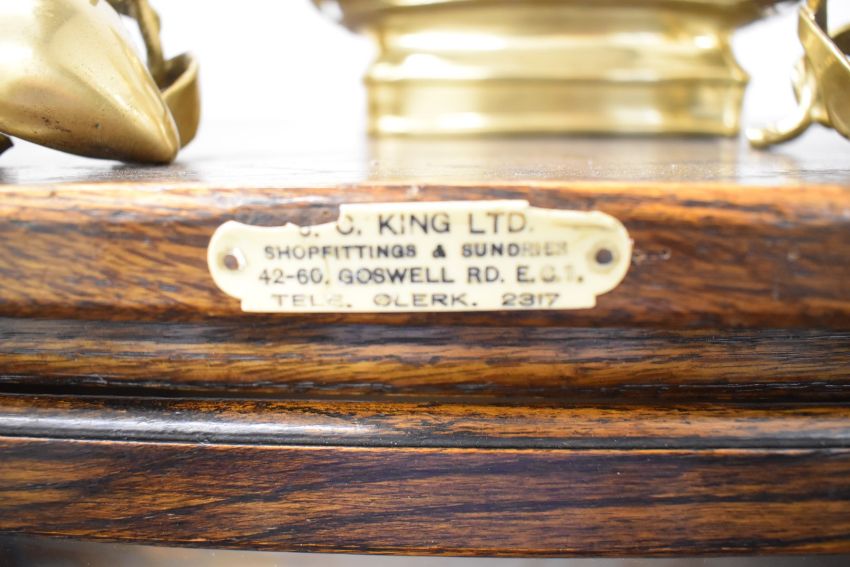 J. C. KING LTD.
SHOPFITTINGS & SUNDRIES
42-60, GOSWELL RD. E.C.1.
TELE. CLERK. 2317